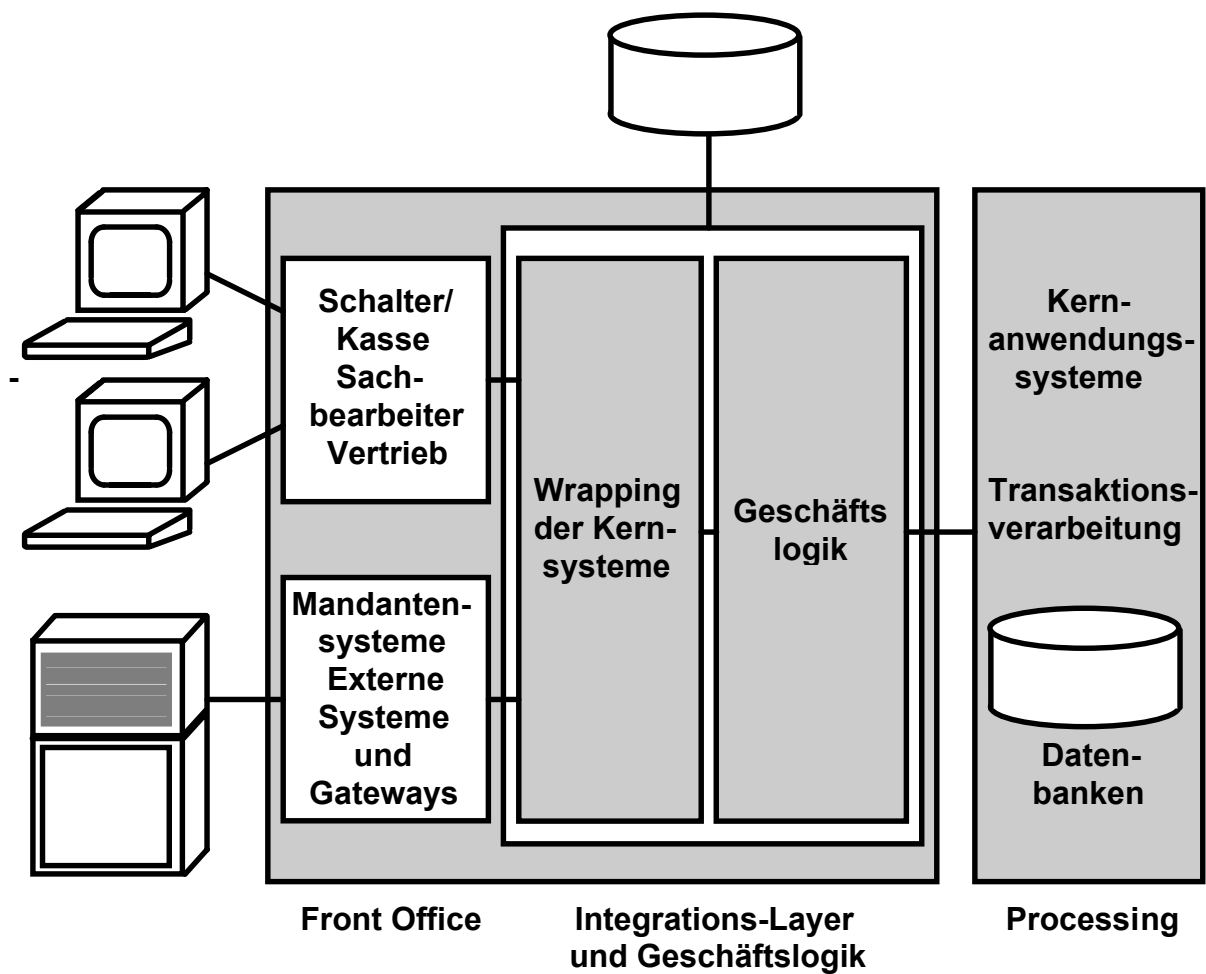 Schalter/
Kasse
Sach-
bearbeiter
Vertrieb
Mandanten-
systeme
Externe
Systeme
und
Gateways
Wrapping
der Kern-
systeme
Geschäfts
logik
Kern-
anwendungs-
systeme
Transaktions-
verarbeitung
Daten-
banken
-
Front Office
Integrations-Layer
und Geschäftslogik
Processing